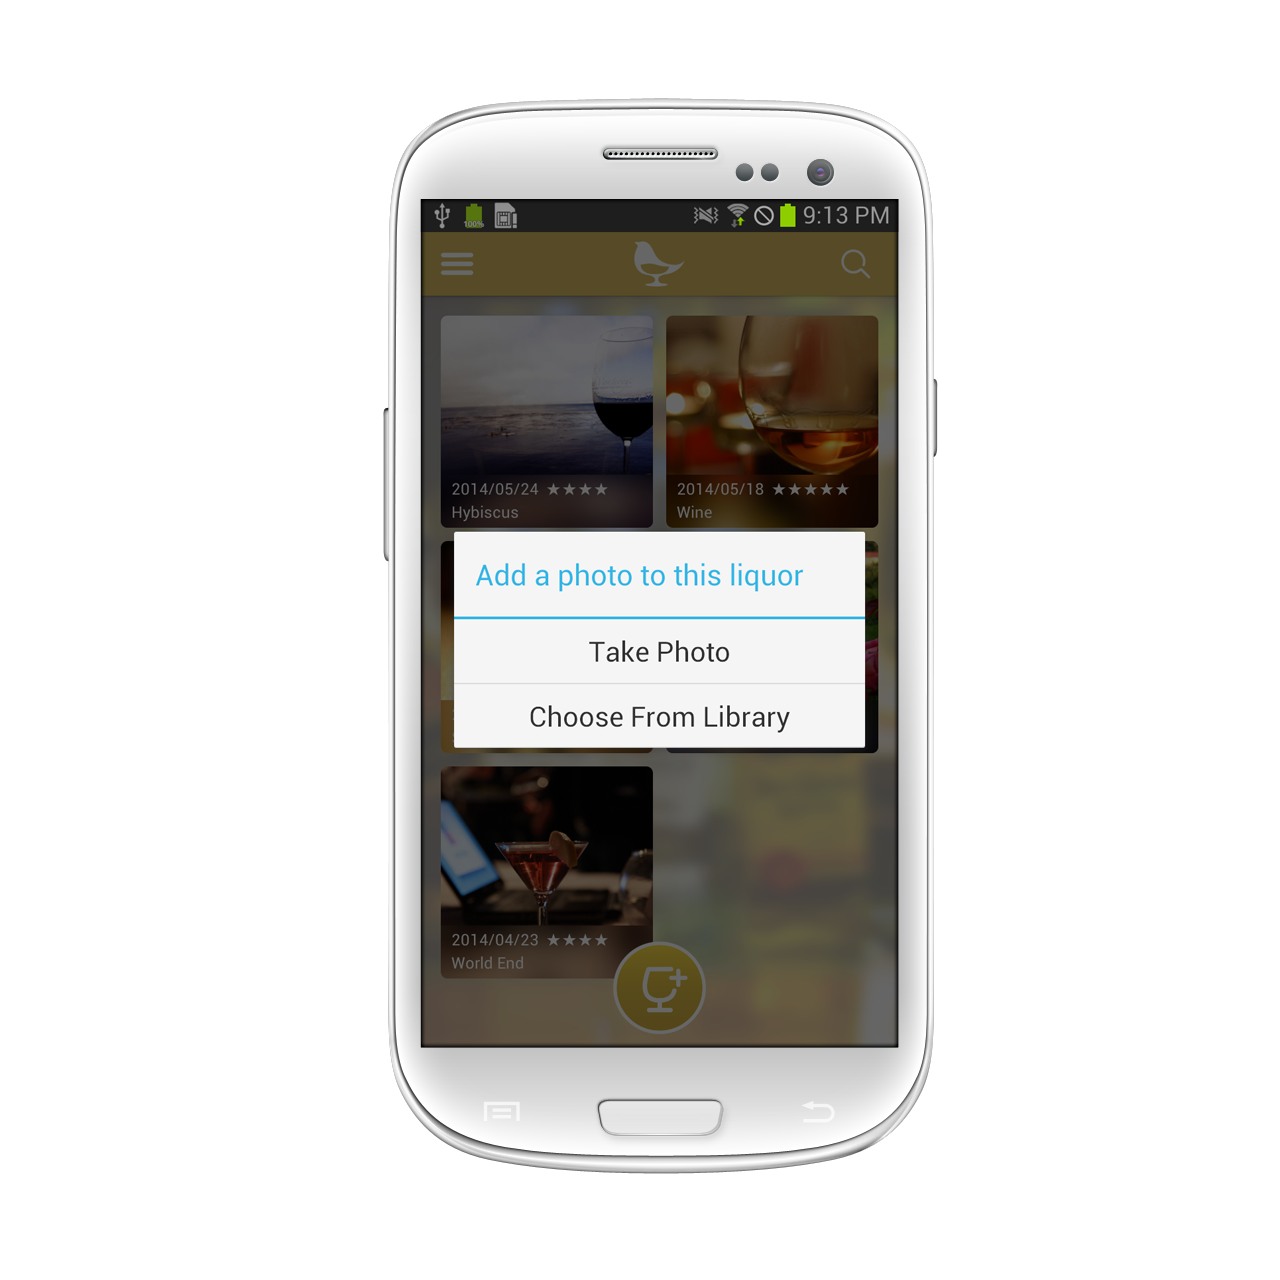 100%
9:13 PM
2014/05/24 ★★★★
Hybiscus
2014/05/18 ★★★★★
Wine
Add a photo to this liquor
Take Photo
Choose From Library
2014/04/23 ★★★★
World End